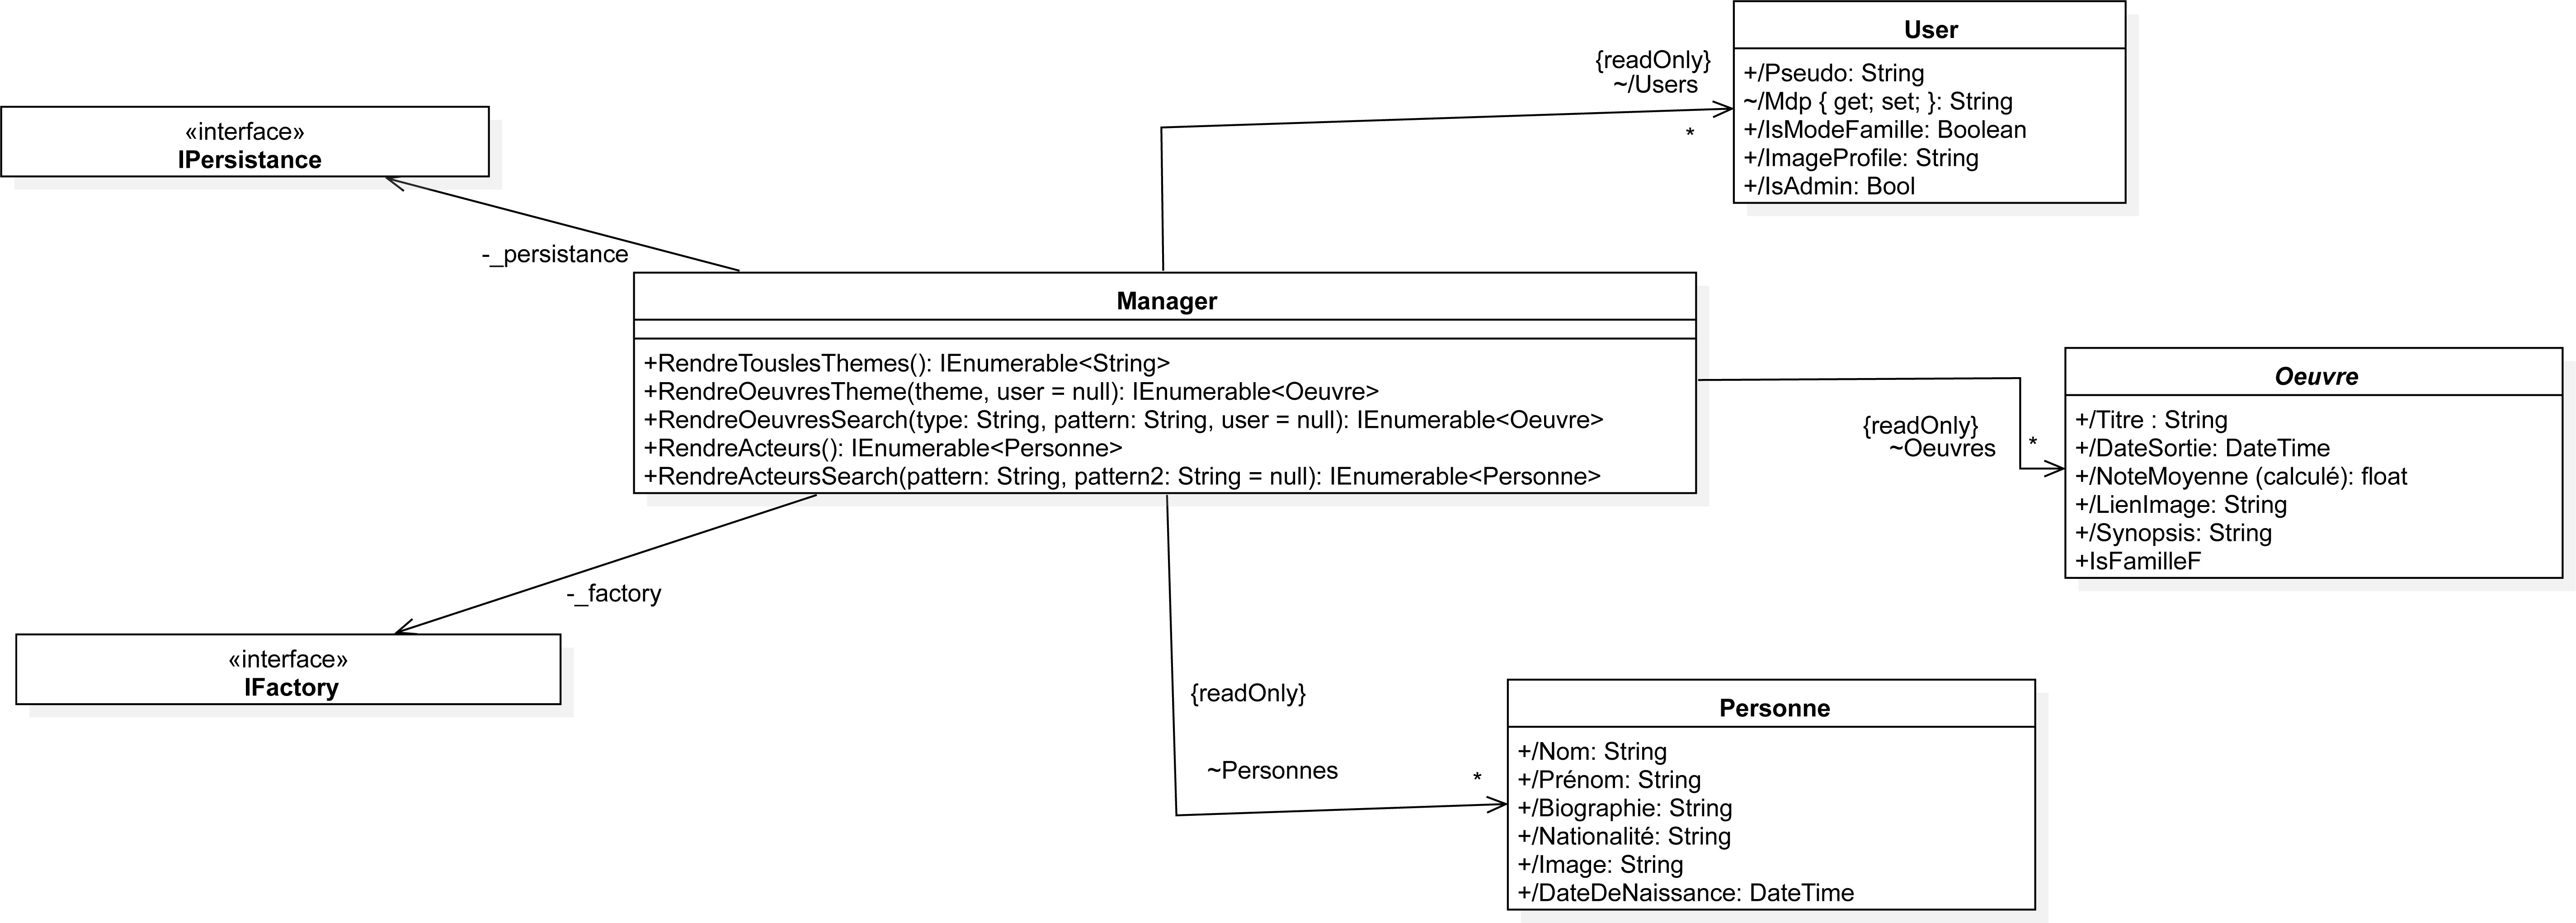 User
+/Pseudo: String
~/Mdp { get; set; }: String
+/IsModeFamille: Boolean
+/ImageProfile: String
+/IsAdmin: Bool
{readOnly}
~/Users
*
«interface»
IPersistance
-_persistance
Manager
+RendreTouslesThemes(): IEnumerable<String>
+RendreOeuvresTheme(theme, user = null): IEnumerable<Oeuvre>
+RendreOeuvresSearch(type: String, pattern: String, user = null): IEnumerable<Oeuvre>
+RendreActeurs(): IEnumerable<Personne>
+RendreActeursSearch(pattern: String, pattern2: String = null): IEnumerable<Personne>
{readOnly}
~Oeuvres
*
Oeuvre
+/Titre : String
+/DateSortie: DateTime
+/NoteMoyenne (calculé): float
+/LienImage: String
+/Synopsis: String
+IsFamilleF
-_factory
«interface»
IFactory
{readOnly}
~Personnes
*
Personne
+/Nom: String
+/Prénom: String
+/Biographie: String
+/Nationalité: String
+/Image: String
+/DateDeNaissance: DateTime